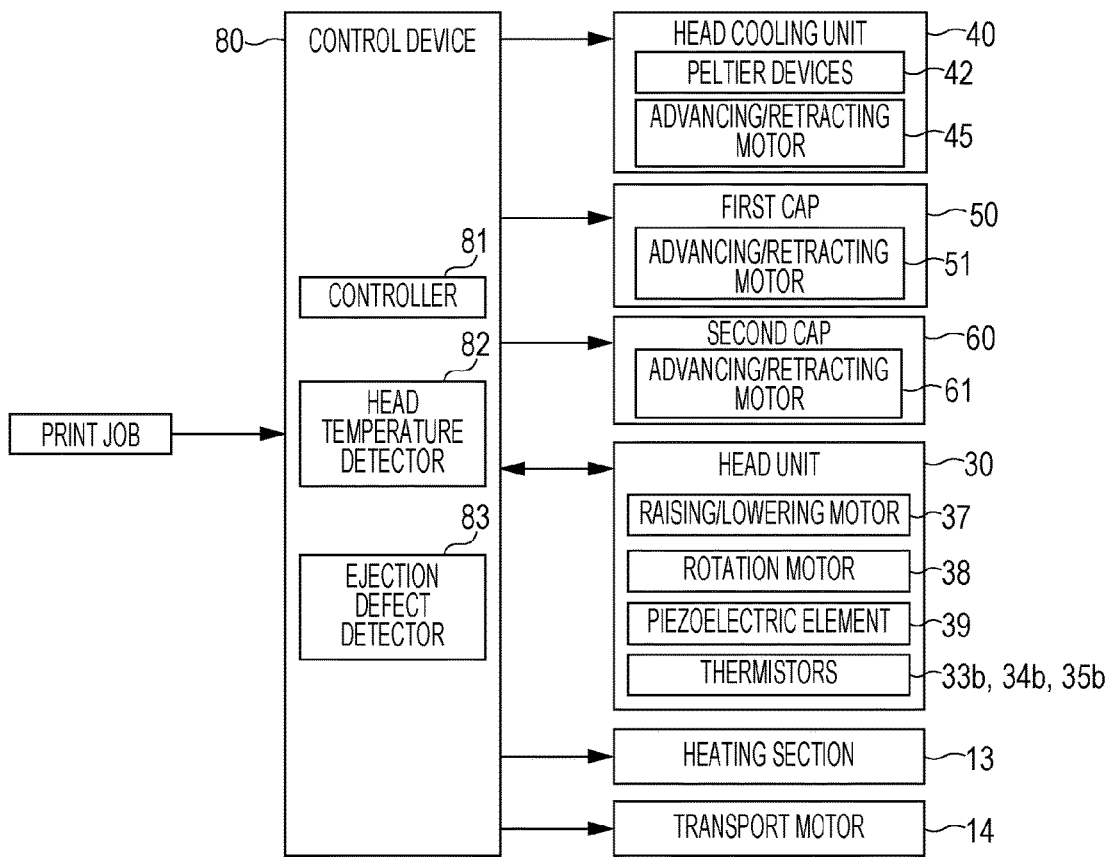 80
CONTROL DEVICE
81
CONTROLLER
82
HEAD
TEMPERATURE
DETECTOR
83
EJECTION
DEFECT
DETECTOR
PRINT JOB
HEAD COOLING UNIT
40
PELTIER DEVICES
42
ADVANCING/RETRACTING
MOTOR
45
FIRST CAP
50
ADVANCING/RETRACTING
MOTOR
51
SECOND CAP
60
ADVANCING/RETRACTING
MOTOR
61
HEAD UNIT
30
RAISING/LOWERING MOTOR
37
ROTATION MOTOR
38
PIEZOELECTRIC ELEMENT
39
THERMISTORS
33b, 34b, 35b
HEATING SECTION
13
TRANSPORT MOTOR
14